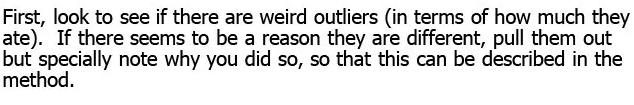 First, look to see if there are weird outliers (in terms of how much they
ate).  If there seems to be a reason they are different, pull them out
but specially note why you did so, so that this can be described in the
method.